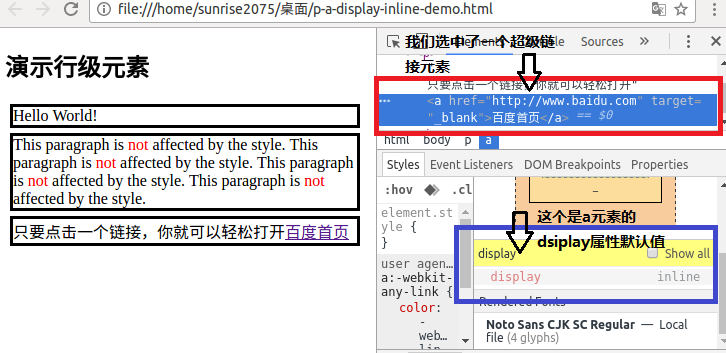 file:///home/sunrise2075/桌面/p-a-display-inline-demo.html
演示行级元素
Hello World!
This paragraph is not affected by the style. This
paragraph is not affected by the style. This paragraph
is not affected by the style. This paragraph is not
affected by the style.
只要点击一个链接，你就可以轻松打开百度首页
我们选中了一个超级链
接元素
Sources
»
只要点击一个链接，你就可以轻松打开"
<a href="http://www.baidu.com" target=
"_blank">百度首页</a> == $0
html body p a
Styles Event Listeners DOM Breakpoints Properties
:hov .cl
element.st
yle {
}
user agen…
a:-webkit-
any-link {
color:
-
web…
lin
–
这个是a元素的
dsiplay属性默认值
display Show all
display inline
Rendered Fonts
Noto Sans CJK SC Regular — Local
file (4 glyphs)